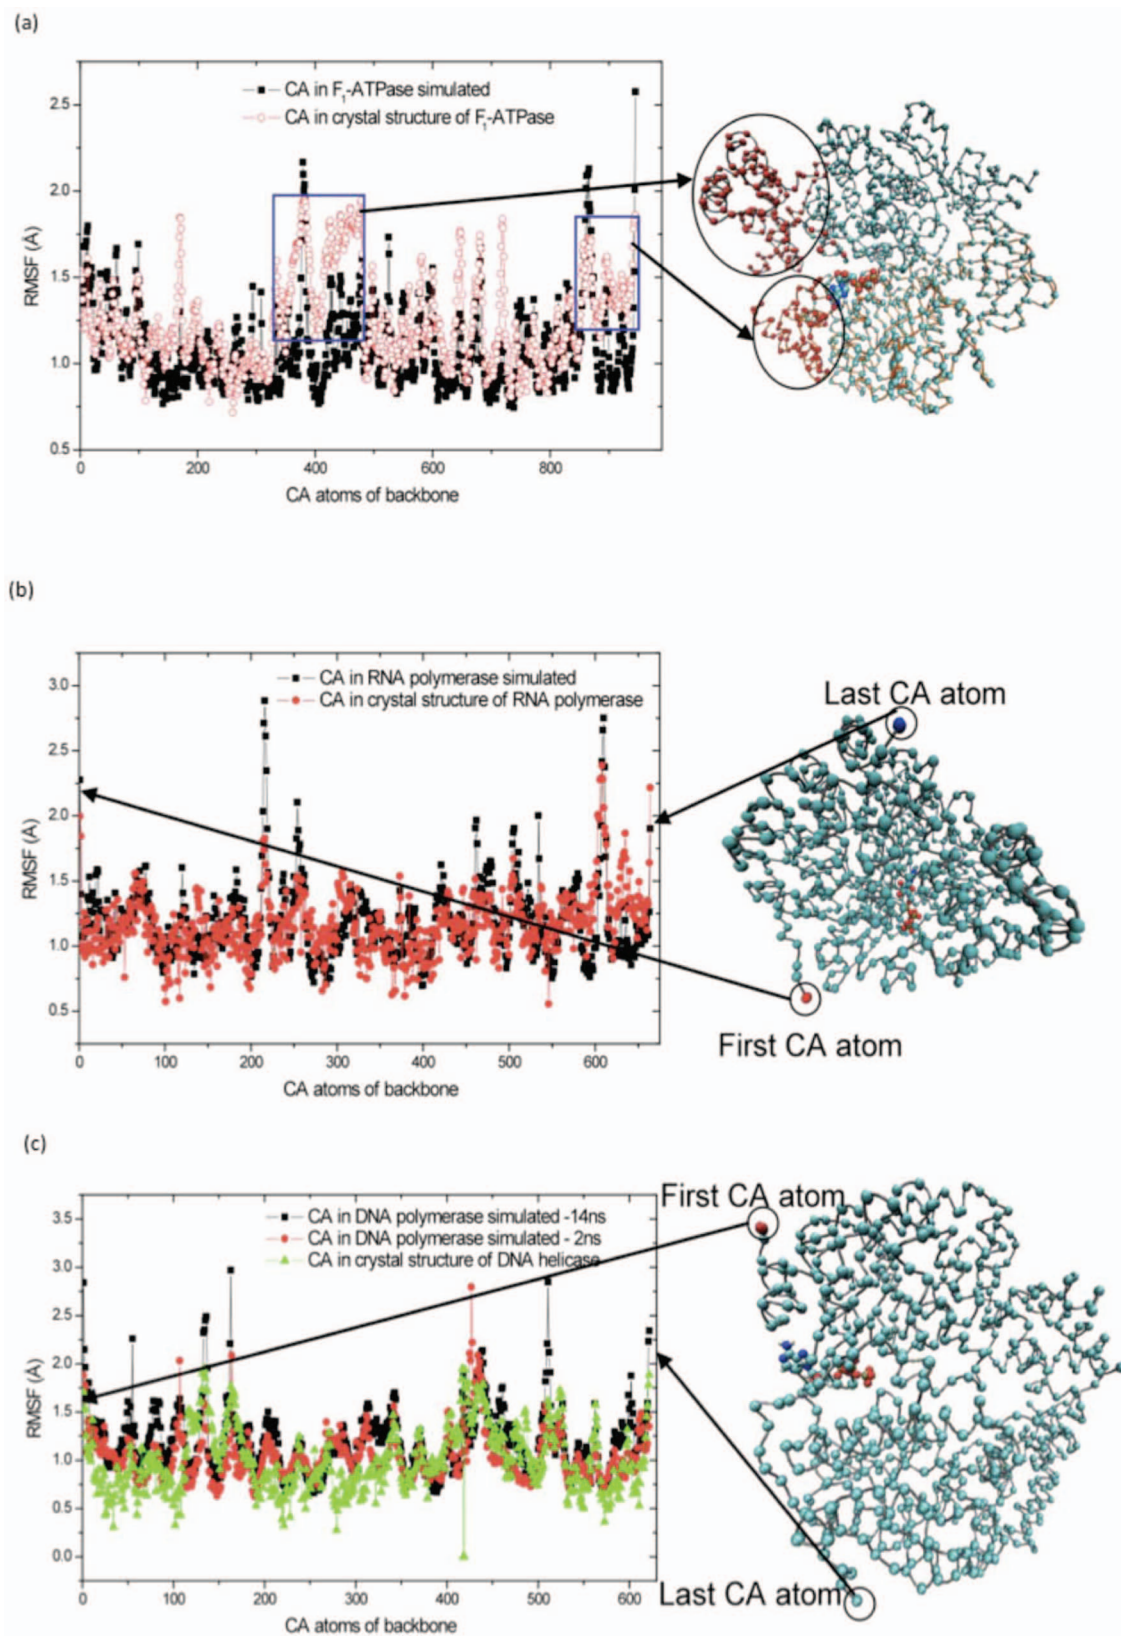 (a)
CA in F1-ATPase simulated
CA in crystal structure of F1-ATPase
RMSF (Å)
2.5
2.0
1.5
1.0
0.5
0 200 400 600 800
CA atoms of backbone
(b)
CA in RNA polymerase simulated
CA in crystal structure of RNA polymerase
RMSF (Å)
3.0
2.5
2.0
1.5
1.0
0.5
0 100 200 300 400 500 600
CA atoms of backbone
Last CA atom
First CA atom
(c)
CA in DNA polymerase simulated -14ns
CA in DNA polymerase simulated - 2ns
CA in crystal structure of DNA helicase
RMSF (Å)
3.5
3.0
2.5
2.0
1.5
1.0
0.5
0.0
0 100 200 300 400 500 600
CA atoms of backbone
First CA atom
Last CA atom